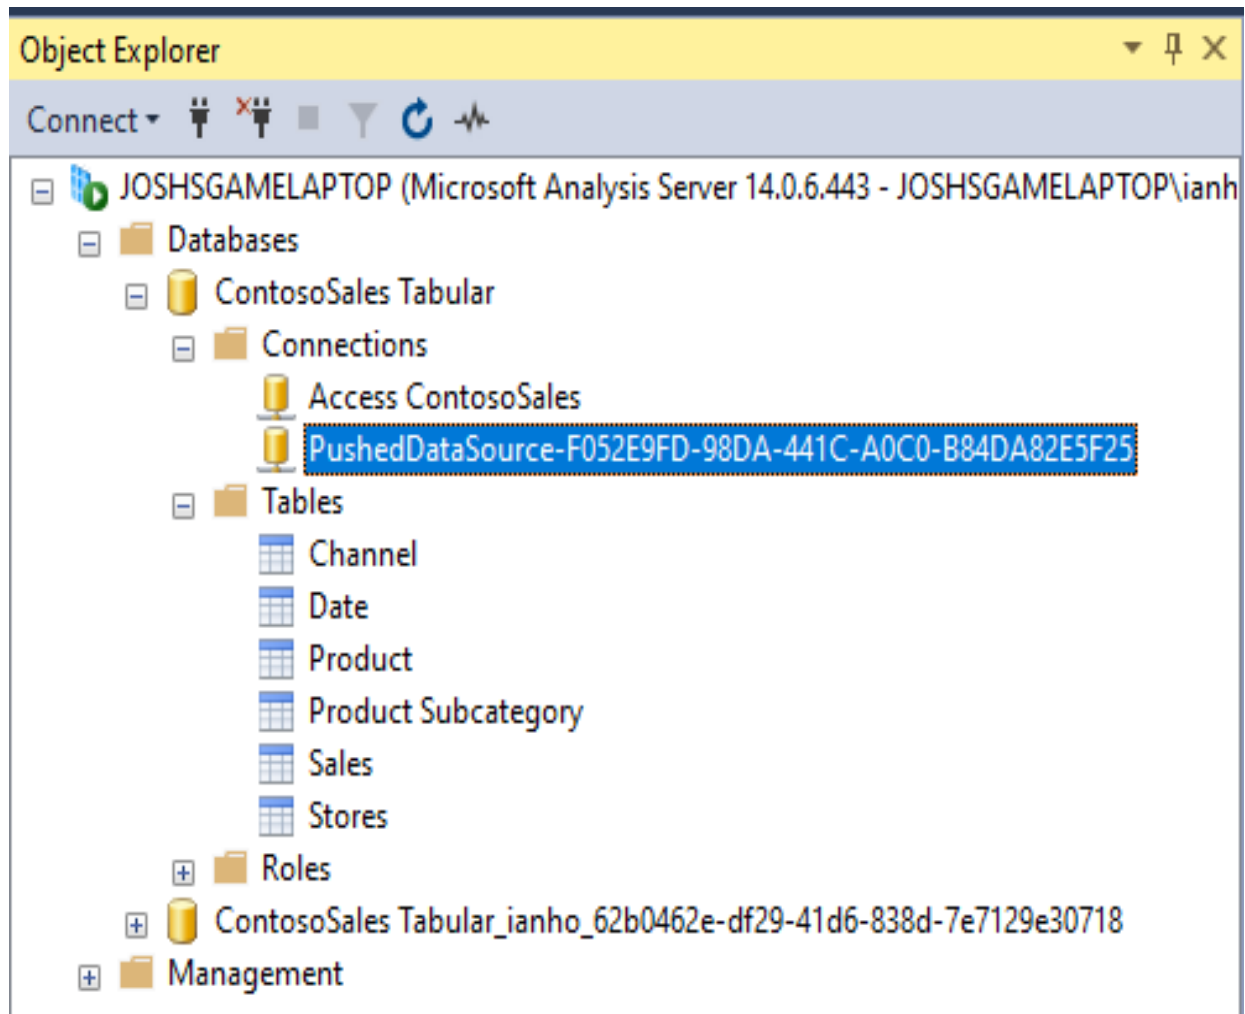 Object Explorer
Connect
JOSHSGAMELAPTOP (Microsoft Analysis Server 14.0.6.443 - JOSHSGAMELAPTOP\ianh
Databases
ContosoSales Tabular
Connections
Access ContosoSales
PushedDataSource-F052E9FD-98DA-441C-A0C0-B84DA82E5F25
Tables
Channel
Date
Product
Product Subcategory
Sales
Stores
Roles
ContosoSales Tabular_ianho_62b0462e-df29-41d6-838d-7e7129e30718
Management